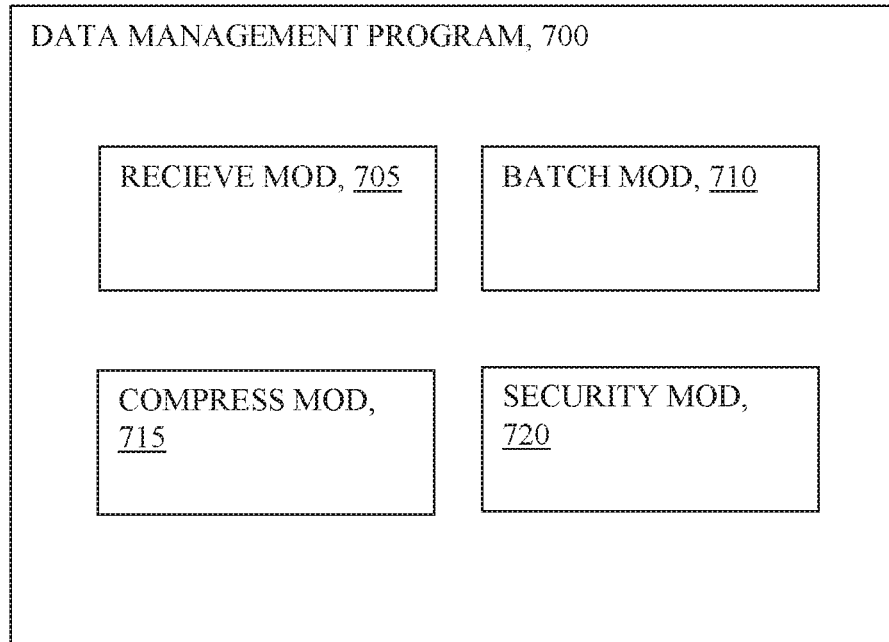 DATA MANAGEMENT PROGRAM, 700
RECIEVE MOD, 705
BATCH MOD, 710
COMPRESS MOD,
715
SECURITY MOD,
720